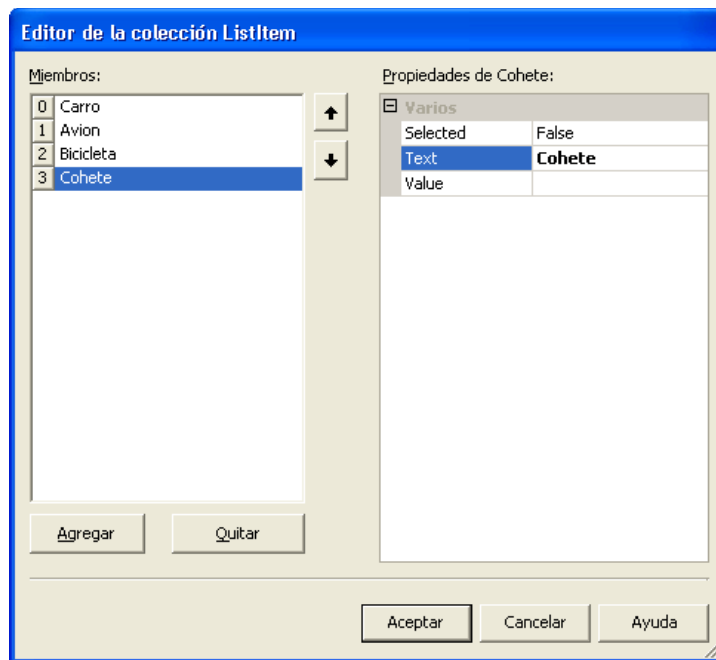 Editor de la colección ListItem
Miembros:
0 Carro
1 Avion
2 Bicicleta
3 Cohete
Agregar
Quitar
Propiedades de Cohete:
Varios
Selected False
Text Cohete
Value
Aceptar
Cancelar
Ayuda